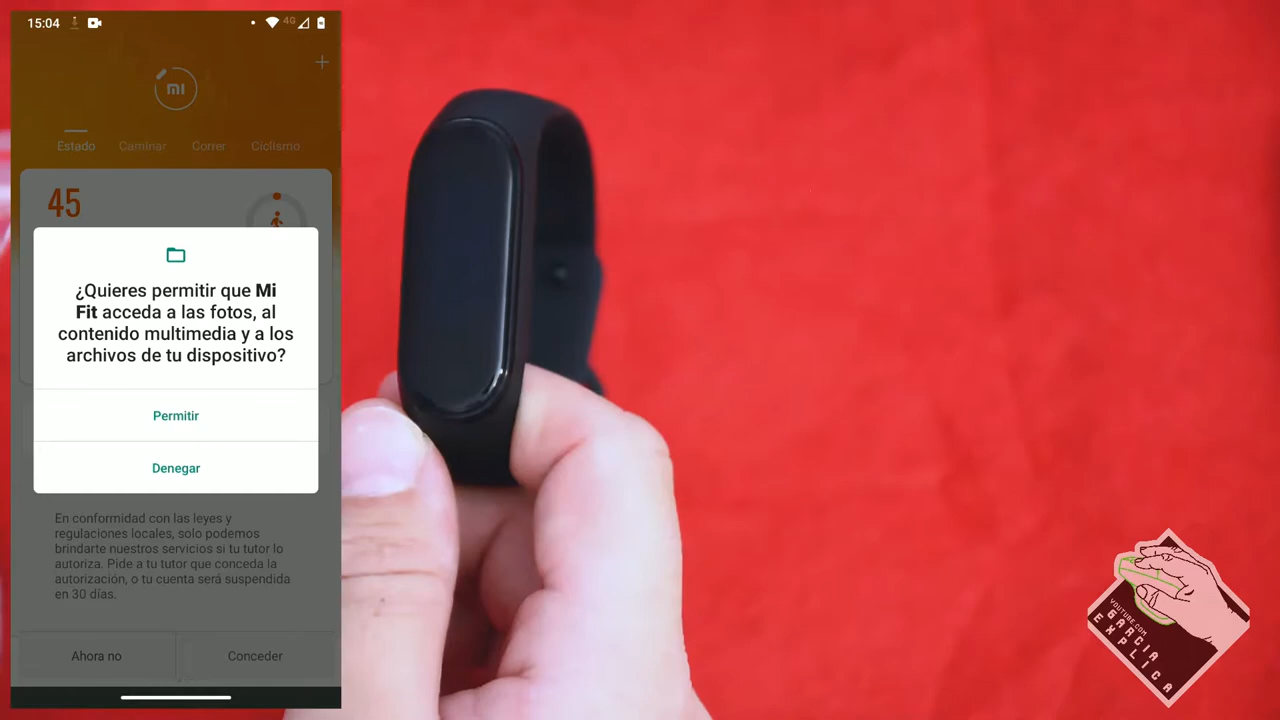 15:04
4G
mi
Estado Caminar Correr Ciclismo
45
¿Quieres permitir que Mi
Fit acceda a las fotos, al
contenido multimedia y a los
archivos de tu dispositivo?
Permitir
Denegar
En conformidad con las leyes y
regulaciones locales, solo podemos
brindarte nuestros servicios si tu tutor lo
autoriza. Pide a tu tutor que conceda la
autorización, o tu cuenta será suspendida
en 30 días.
Ahora no Conceder
YOUTUBE.COM
GARCIA
EXPLICA